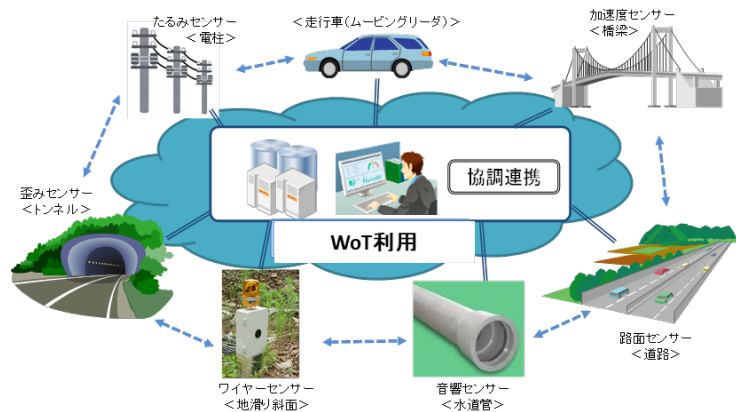 たるみセンサー
＜電柱＞
＜走行車（ムービングリーダ）＞
加速度センサー
＜橋梁＞
協調連携
WoT利用
歪みセンサー
＜トンネル＞
路面センサー
＜道路＞
ワイヤーセンサー
＜地滑り斜面＞
音響センサー
＜水道管＞